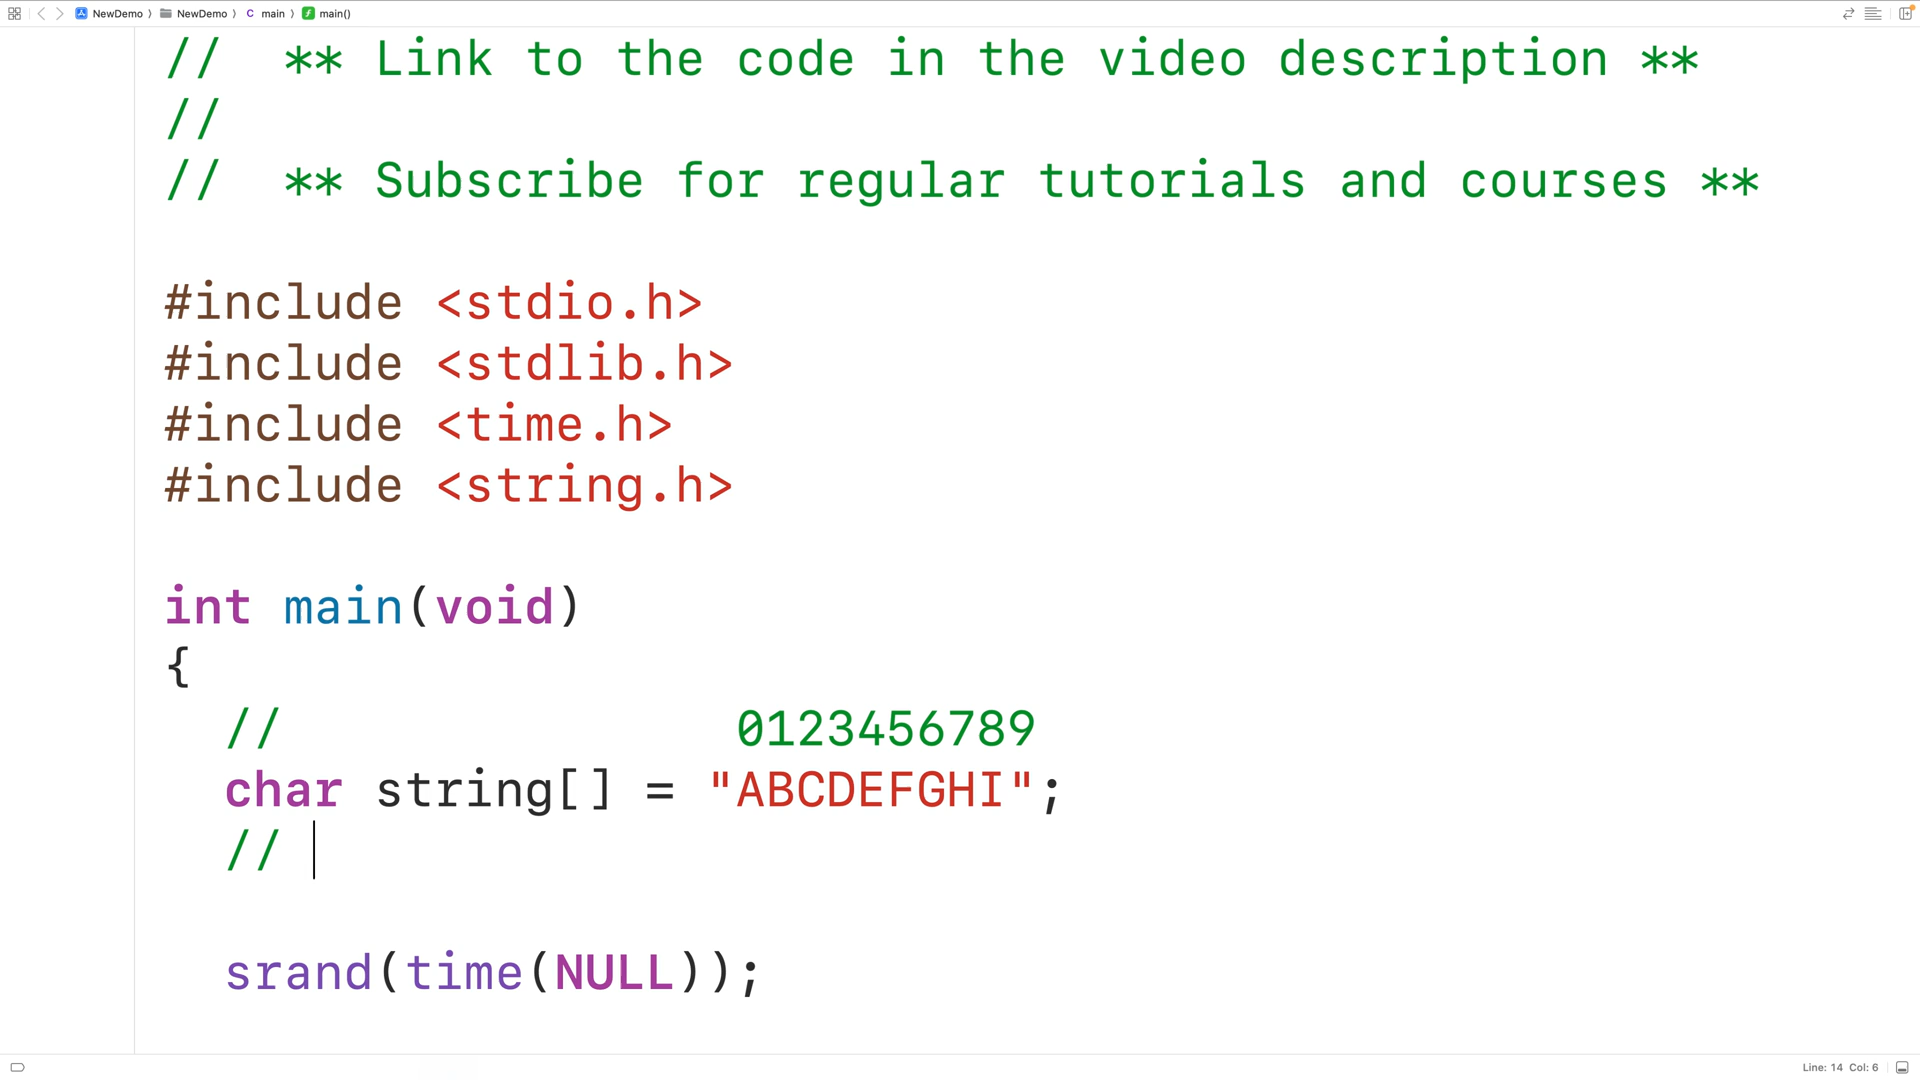 NewDemo 〉 NewDemo 〉 C main 〉 f main()
//  ** Link to the code in the video description **
//
//  ** Subscribe for regular tutorials and courses **
#include <stdio.h>
#include <stdlib.h>
#include <time.h>
#include <string.h>
int main(void)
{
  //               0123456789
  char string[] = "ABCDEFGHI";
  //
  srand(time(NULL));
Line: 14 Col: 6